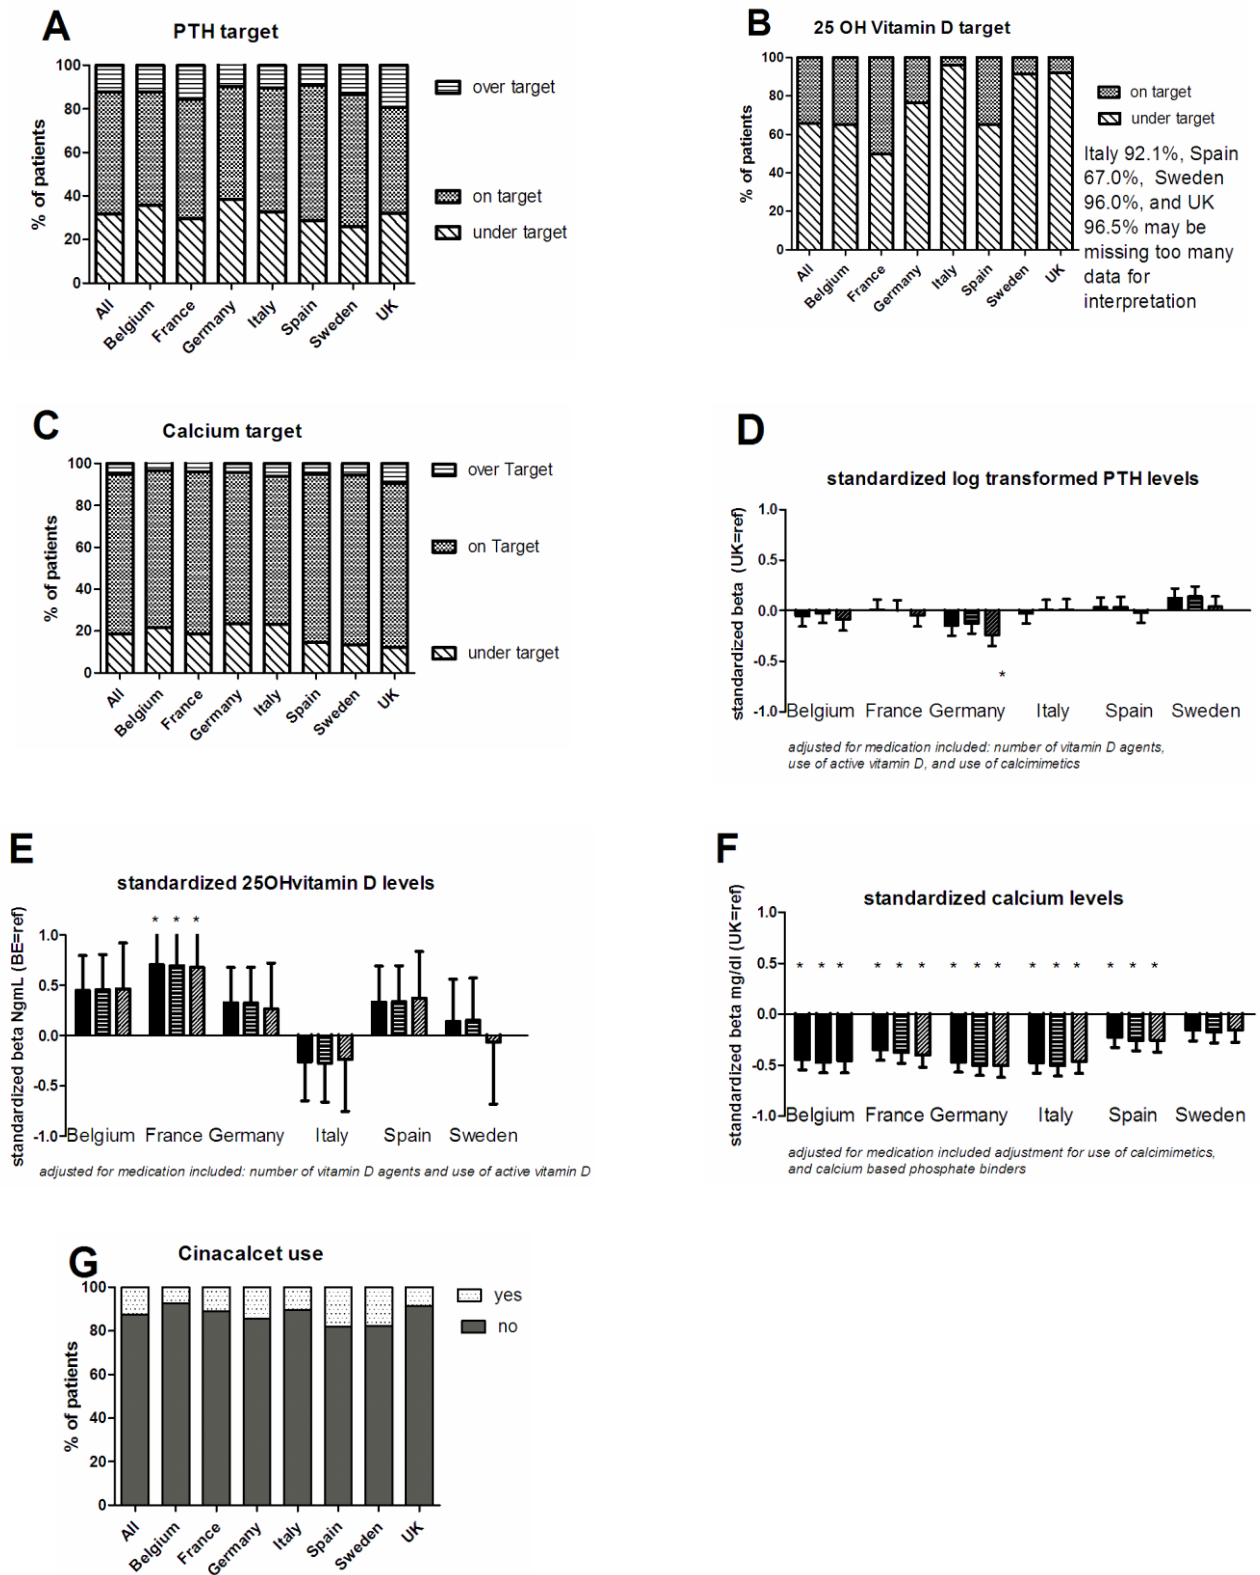 A
PTH target
100
80
60
40
20
0
% of patients
All
Belgium
France
Germany
Italy
Spain
Sweden
UK
over target
on target
under target
B
25 OH Vitamin D target
100
80
60
40
20
0
% of patients
All
Belgium
France
Germany
Italy
Spain
Sweden
UK
on target
under target
Italy 92.1%, Spain
67.0%, Sweden
96.0%, and UK
96.5% may be
missing too many
data for
interpretation
C
Calcium target
100
80
60
40
20
0
% of patients
All
Belgium
France
Germany
Italy
Spain
Sweden
UK
over Target
on Target
under target
D
standardized log transformed PTH levels
1.0
0.5
0.0
-0.5
-1.0
standardized beta (UK=ref)
*
Belgium France Germany Italy Spain Sweden
adjusted for medication included: number of vitamin D agents,
use of active vitamin D, and use of calcimimetics
E
standardized 25OHvitamin D levels
* * *
1.0
0.5
0.0
-0.5
-1.0
standardized beta NgmL (BE=ref)
Belgium France Germany Italy Spain Sweden
adjusted for medication included: number of vitamin D agents and use of active vitamin D
F
standardized calcium levels
1.0
0.5
0.0
-0.5
-1.0
standardized beta mg/dl (UK=ref)
* * * * * * * * * * * * * * *
Belgium France Germany Italy Spain Sweden
adjusted for medication included adjustment for use of calcimimetics,
and calcium based phosphate binders
G
Cinacalcet use
100
80
60
40
20
0
% of patients
All
Belgium
France
Germany
Italy
Spain
Sweden
UK
yes
no